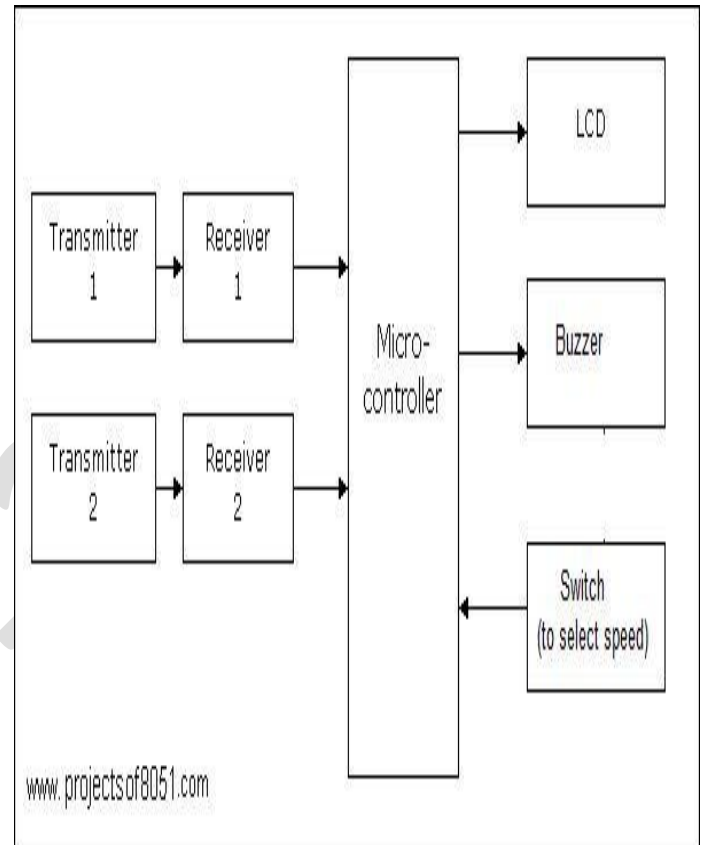 Transmitter
1
Receiver
1
Transmitter
2
Receiver
2
Micro-
controller
LCD
Buzzer
Switch
(to select speed)
www.projectsof8051.com